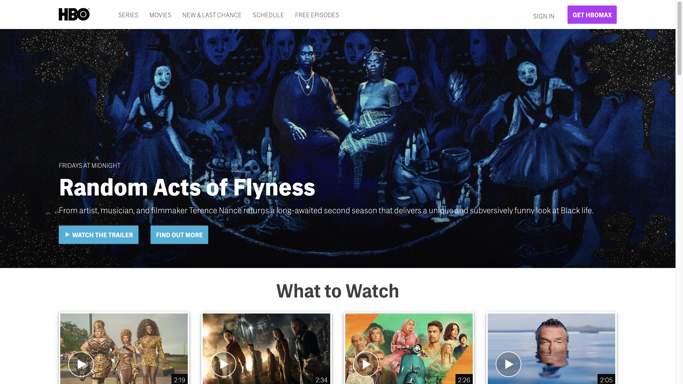 HBO
SERIES MOVIES NEW & LAST CHANCE SCHEDULE FREE EPISODES
SIGN IN
GET HBOMAX
FRIDAYS AT MIDNIGHT
Random Acts of Flyness
From artist, musician, and filmmaker Terence Nance returns a long-awaited second season that delivers a unique and subversively funny look at Black life.
WATCH THE TRAILER
FIND OUT MORE
What to Watch
2:19
2:34
2:26
2:05